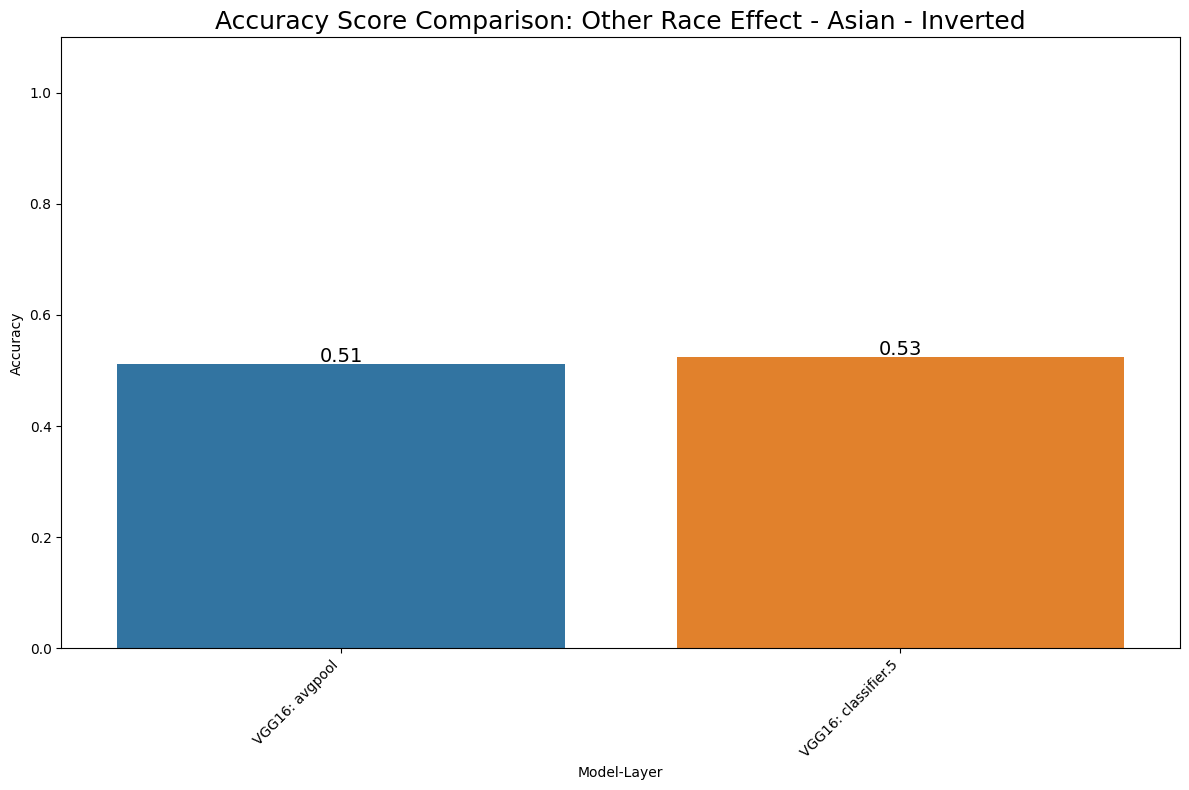 Accuracy Score Comparison: Other Race Effect - Asian - Inverted
1.0
0.8
0.6
0.4
0.2
0.0
Accuracy
0.51
0.53
VGG16: avgpool
VGG16: classifier.5
Model-Layer